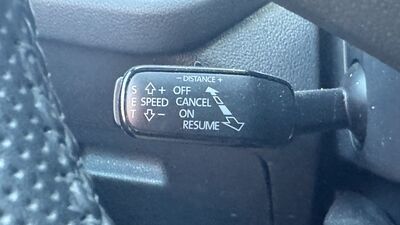 − DISTANCE +
S + OFF
E SPEED CANCEL
T − ON
RESUME